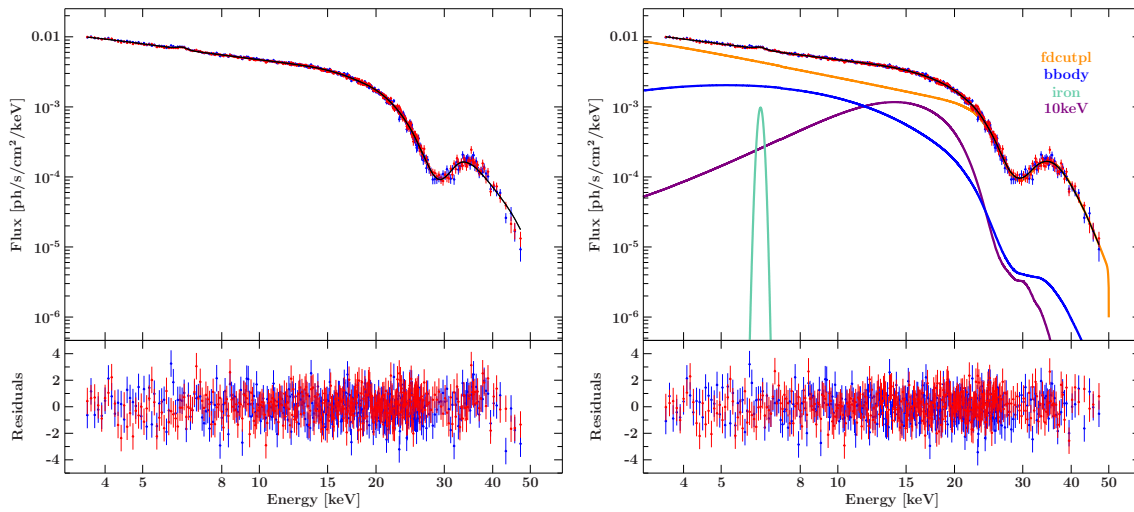 0.01
10⁻³
10⁻⁴
10⁻⁵
10⁻⁶
Flux [ph/s/cm²/keV]
4
2
0
-2
-4
Residuals
4 5 8 10 15 20 30 40 50
Energy [keV]
0.01
10⁻³
10⁻⁴
10⁻⁵
10⁻⁶
Flux [ph/s/cm²/keV]
fdcutpl
bbody
iron
10keV
4
2
0
-2
-4
Residuals
4 5 8 10 15 20 30 40 50
Energy [keV]